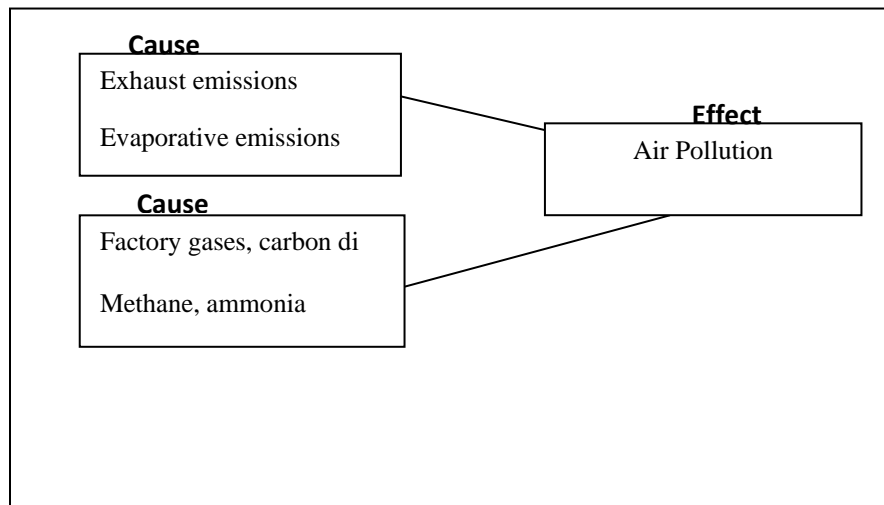 Cause
Exhaust emissions
Evaporative emissions
Effect
Air Pollution
Cause
Factory gases, carbon di
Methane, ammonia